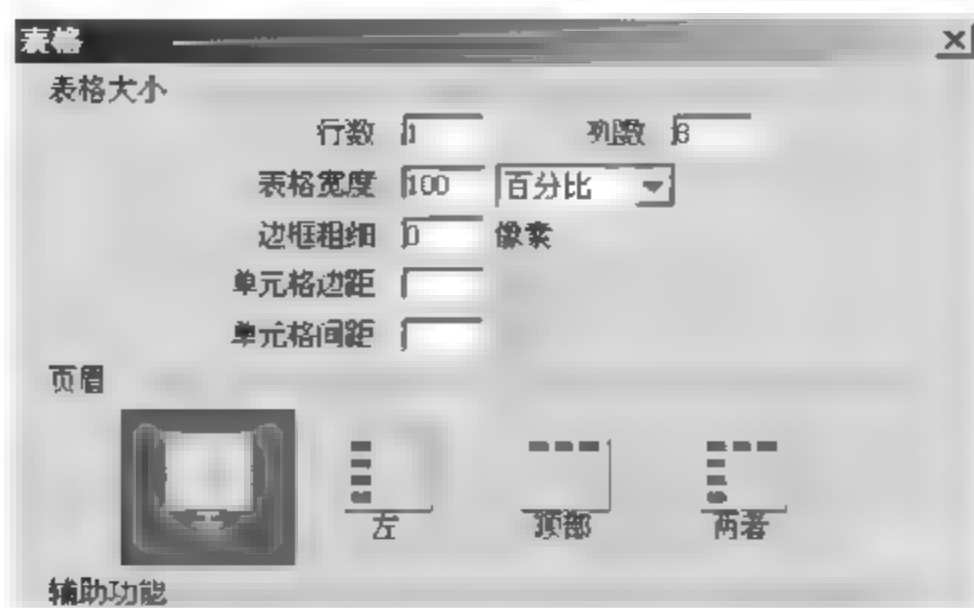 表格
表格大小
行数 1 列数 8
表格宽度 100 百分比
边框粗细 0 像素
单元格边距
单元格间距
页眉
左 顶部 两者
辅助功能